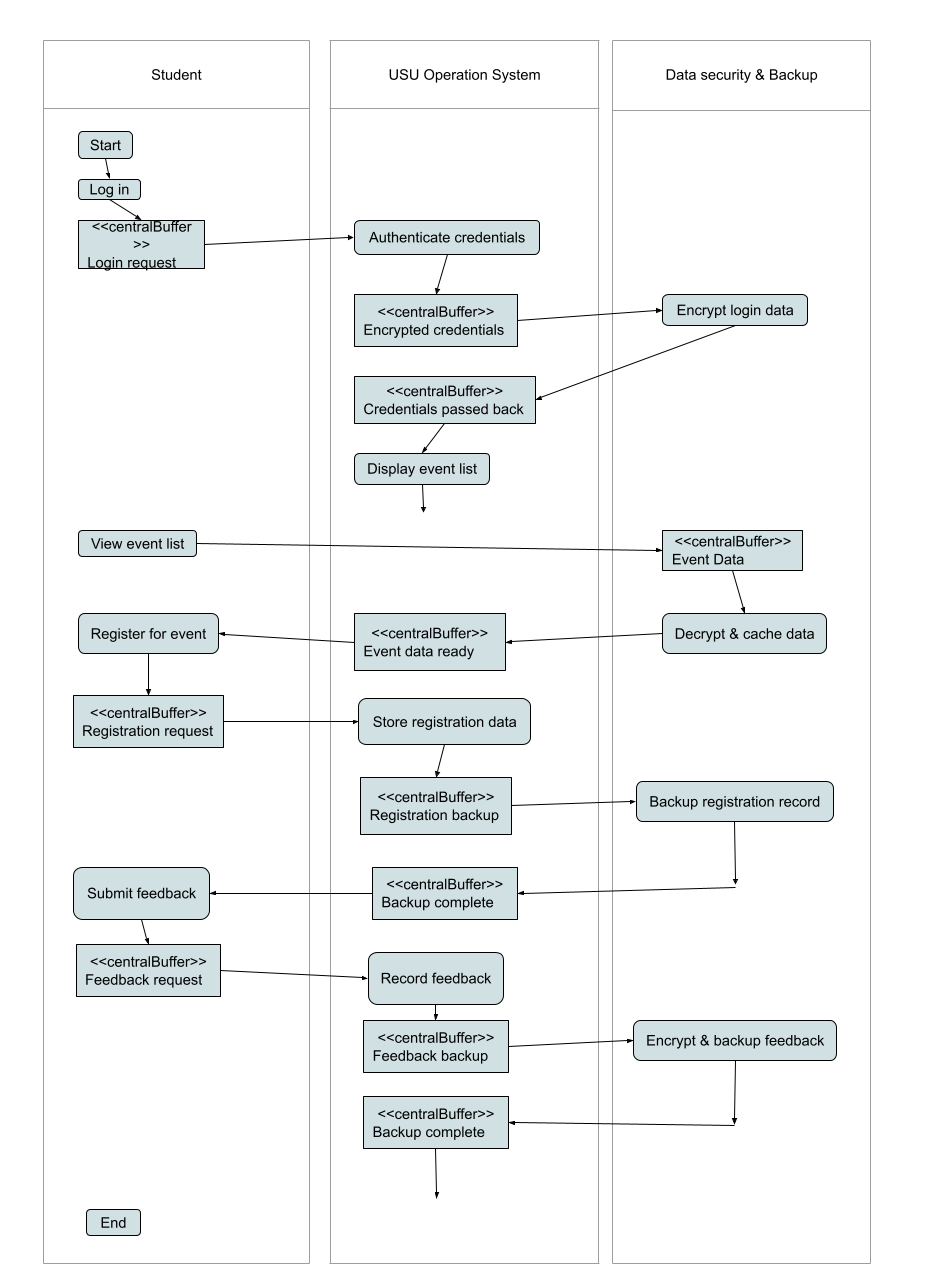 Student
USU Operation System
Data security & Backup
Start
Log in
<<centralBuffer
>>
Login request
Authenticate credentials
<<centralBuffer>>
Encrypted credentials
Encrypt login data
<<centralBuffer>>
Credentials passed back
Display event list
View event list
<<centralBuffer>>
Event Data
Register for event
<<centralBuffer>>
Event data ready
Decrypt & cache data
<<centralBuffer>>
Registration request
Store registration data
<<centralBuffer>>
Registration backup
Backup registration record
Submit feedback
<<centralBuffer>>
Backup complete
<<centralBuffer>>
Feedback request
Record feedback
<<centralBuffer>>
Feedback backup
Encrypt & backup feedback
<<centralBuffer>>
Backup complete
End